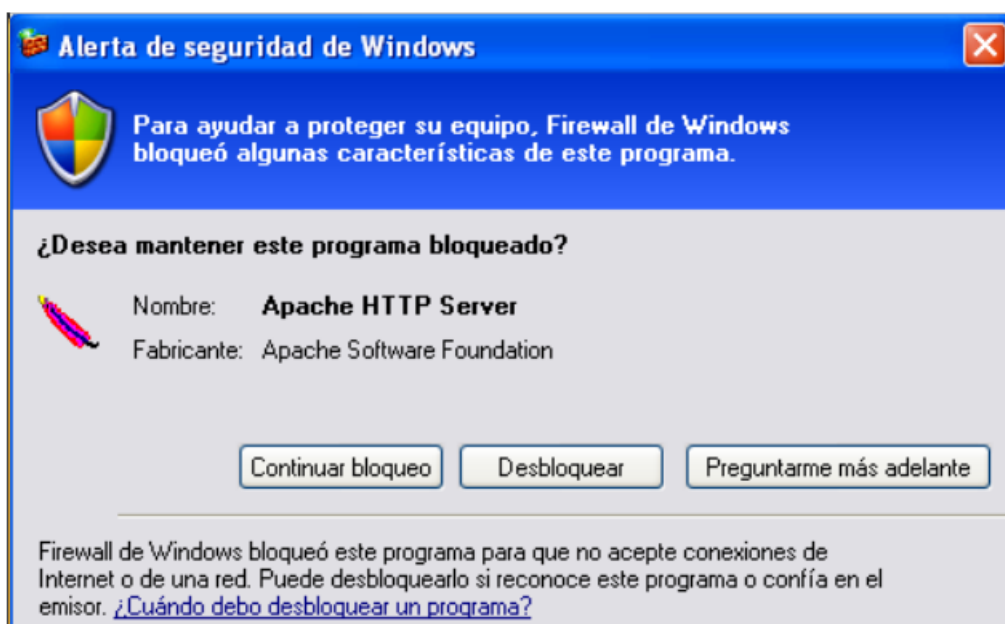 Alerta de seguridad de Windows
Para ayudar a proteger su equipo, Firewall de Windows
bloqueó algunas características de este programa.
¿Desea mantener este programa bloqueado?
Nombre: Apache HTTP Server
Fabricante: Apache Software Foundation
Continuar bloqueo Desbloquear Preguntarme más adelante
Firewall de Windows bloqueó este programa para que no acepte conexiones de
Internet o de una red. Puede desbloquearlo si reconoce este programa o confía en el
emisor. ¿Cuándo debo desbloquear un programa?